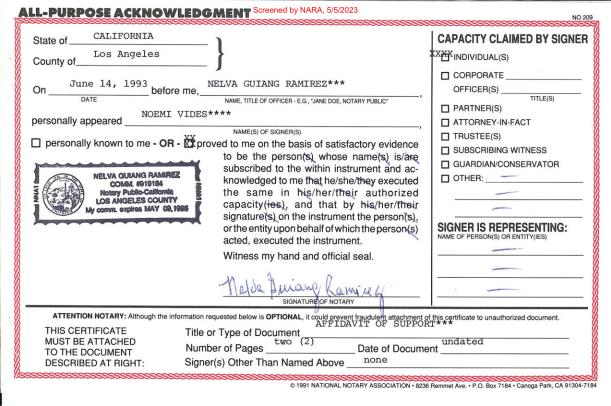 ALL-PURPOSE ACKNOWLEDGMENT Screened by NARA, 5/5/2023 NO 209
State of CALIFORNIA
County of Los Angeles
On June 14, 1993 before me, NELVA GUIANG RAMIREZ***
DATE NAME, TITLE OF OFFICER - E.G., "JANE DOE, NOTARY PUBLIC"
personally appeared NOEMI VIDES****
NAME(S) OF SIGNER(S)
personally known to me - OR - XX proved to me on the basis of satisfactory evidence
to be the person(s) whose name(s) is/are
subscribed to the within instrument and ac-
knowledged to me that he/she/they executed
the same in his/her/their authorized
capacity(ies), and that by his/her/their
signature(s) on the instrument the person(s),
or the entity upon behalf of which the person(s)
acted, executed the instrument.
Witness my hand and official seal.
NELVA GUIANG RAMIREZ
COMM. #919184
Notary Public-California
LOS ANGELES COUNTY
My comm. expires MAY 09,1995
NNA1
NNA1
Nelva Guiang Ramirez
SIGNATURE OF NOTARY
CAPACITY CLAIMED BY SIGNER
XXXX INDIVIDUAL(S)
CORPORATE
OFFICER(S)
TITLE(S)
PARTNER(S)
ATTORNEY-IN-FACT
TRUSTEE(S)
SUBSCRIBING WITNESS
GUARDIAN/CONSERVATOR
OTHER:
SIGNER IS REPRESENTING:
NAME OF PERSON(S) OR ENTITY(IES)
ATTENTION NOTARY: Although the information requested below is OPTIONAL, it could prevent fraudulent attachment of this certificate to unauthorized document.
THIS CERTIFICATE
MUST BE ATTACHED
TO THE DOCUMENT
DESCRIBED AT RIGHT:
Title or Type of Document AFFIDAVIT OF SUPPORT***
Number of Pages two (2) Date of Document undated
Signer(s) Other Than Named Above none
© 1991 NATIONAL NOTARY ASSOCIATION • 8236 Remmet Ave. • P.O. Box 7184 • Canoga Park, CA 91304-7184